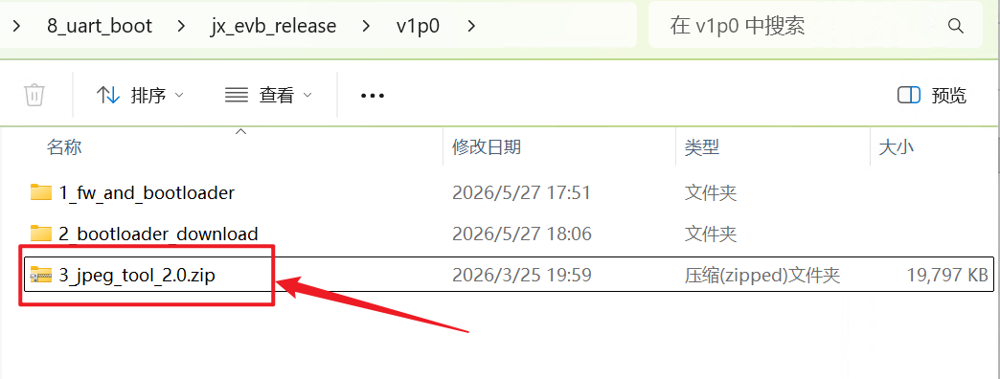 8_uart_boot > jx_evb_release > v1p0 > 在 v1p0 中搜索
排序 查看 ... 预览
名称 修改日期 类型 大小
1_fw_and_bootloader 2026/5/27 17:51 文件夹
2_bootloader_download 2026/5/27 18:06 文件夹
3_jpeg_tool_2.0.zip 2026/3/25 19:59 压缩(zipped)文件夹 19,797 KB